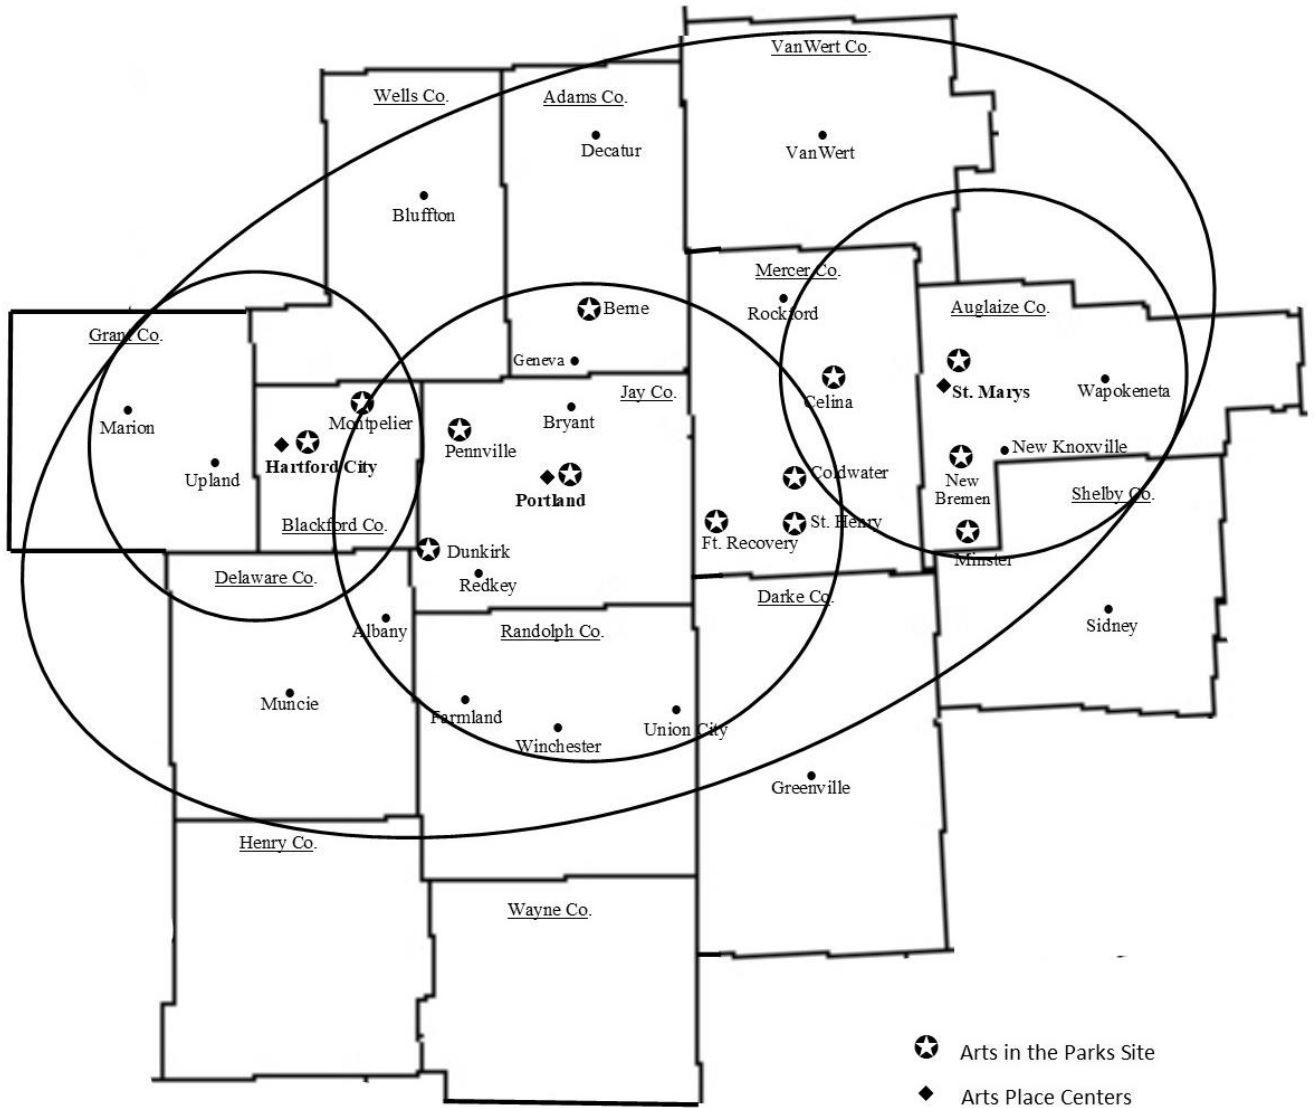 VanWert Co.
Wells Co.
Adams Co.
Decatur
VanWert
Bluffton
Mercer Co.
Rockford
Auglaize Co.
Berne
Grant Co.
Geneva
St. Marys
Wapokeneta
Jay Co.
Celina
Marion
Montpelier
Bryant
Pennville
Hartford City
New Knoxville
Upland
Coldwater
New
Bremen
Shelby Co.
Portland
Blackford Co.
St. Henry
Ft. Recovery
Dunkirk
Minster
Redkey
Delaware Co.
Darke Co.
Albany
Randolph Co.
Sidney
Muncie
Farmland
Union City
Winchester
Greenville
Henry Co.
Wayne Co.
Arts in the Parks Site
Arts Place Centers